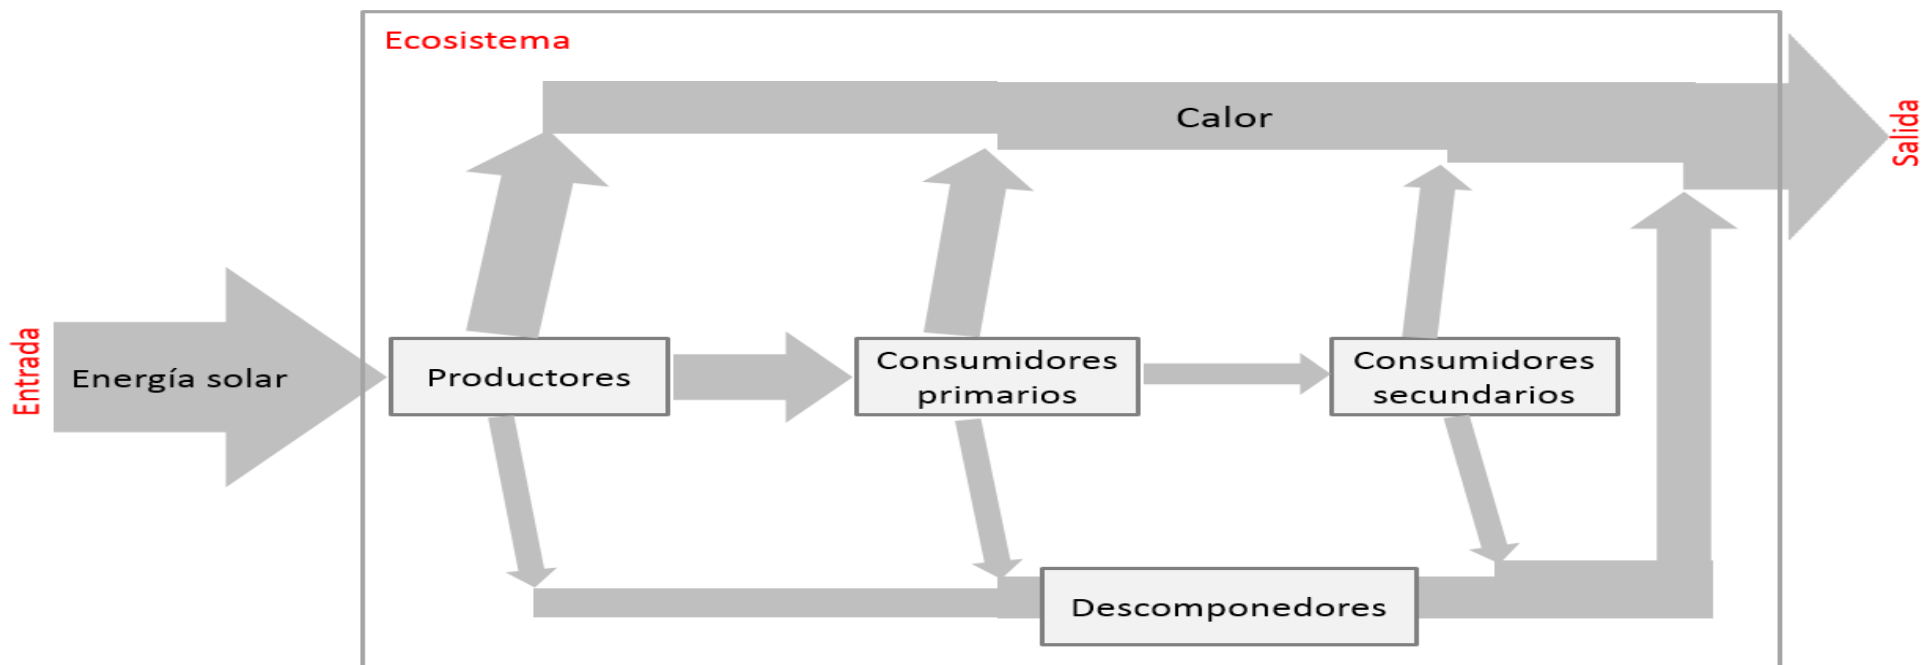 Ecosistema
Calor
Salida
Entrada
Energía solar
Productores
Consumidores
primarios
Consumidores
secundarios
Descomponedores